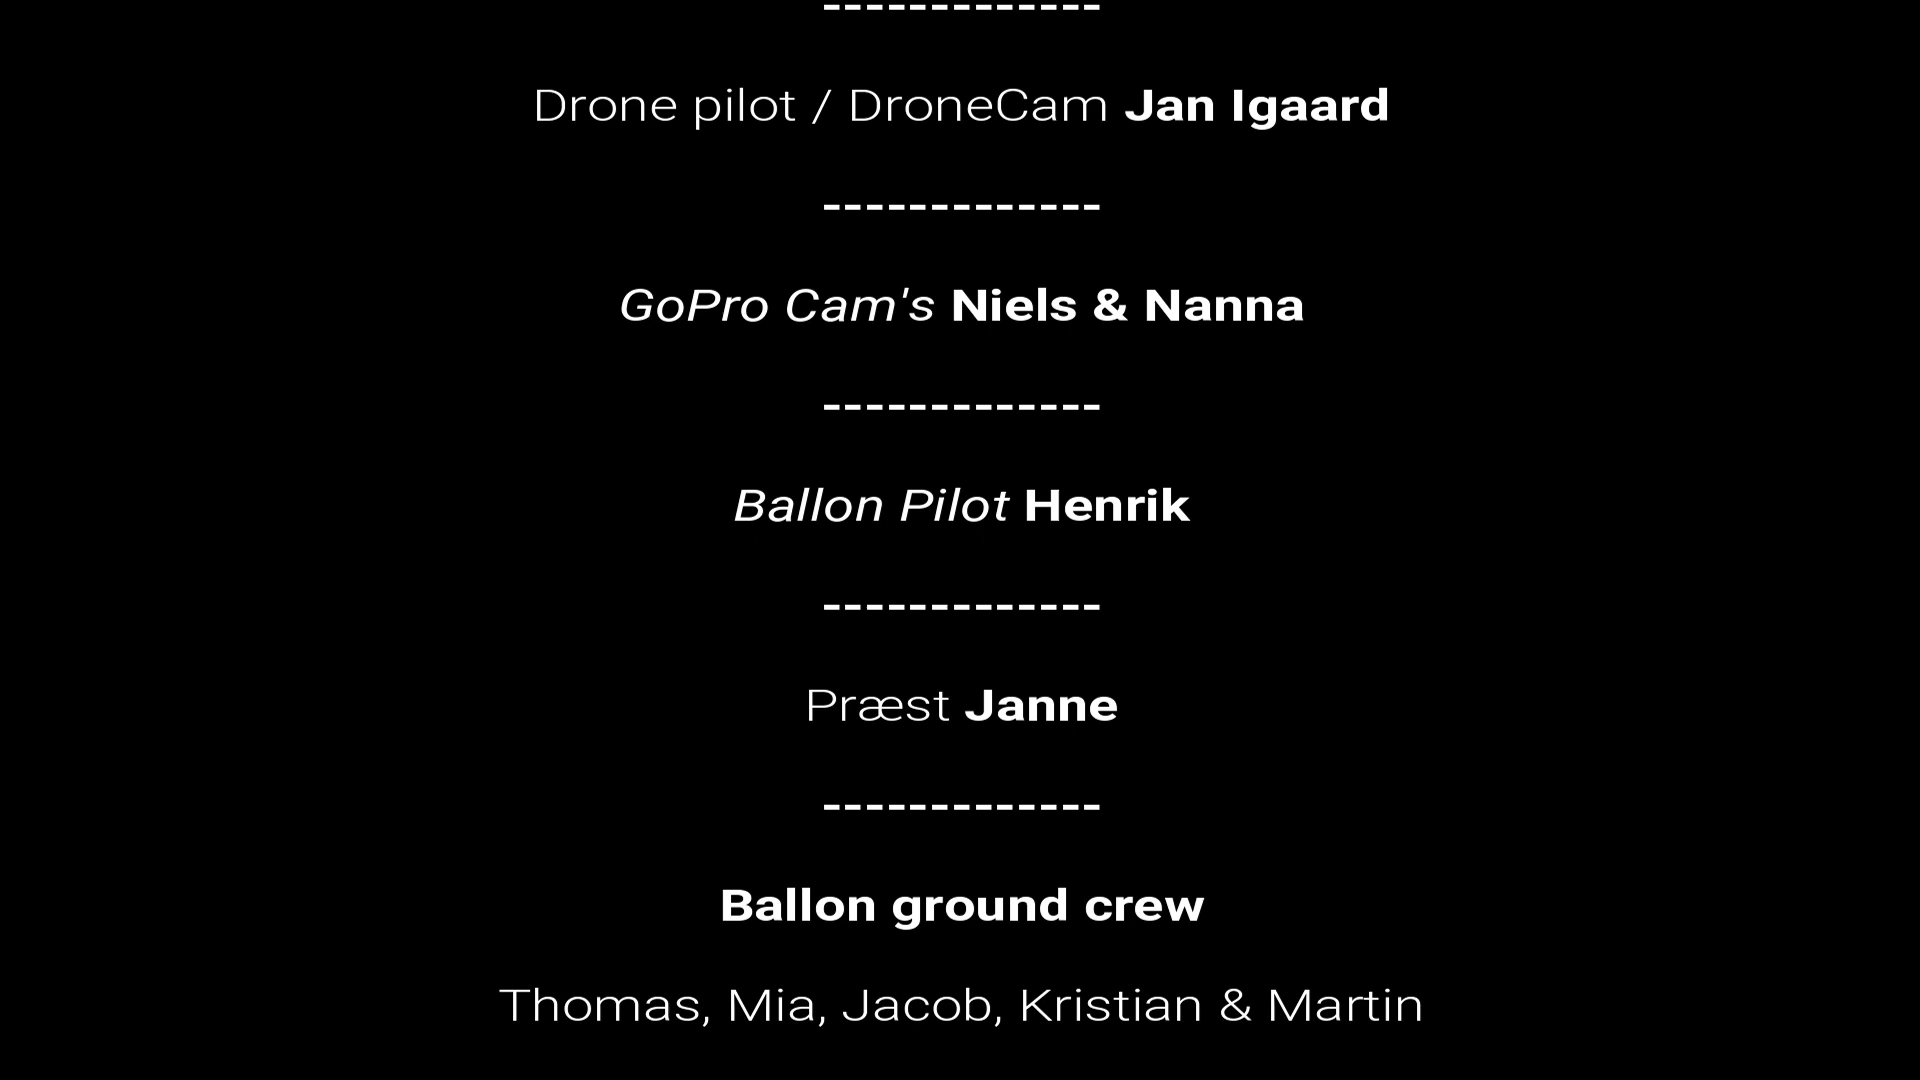 -------------
Drone pilot / DroneCam Jan Igaard
-------------
GoPro Cam's Niels & Nanna
-------------
Ballon Pilot Henrik
-------------
Præst Janne
-------------
Ballon ground crew
Thomas, Mia, Jacob, Kristian & Martin